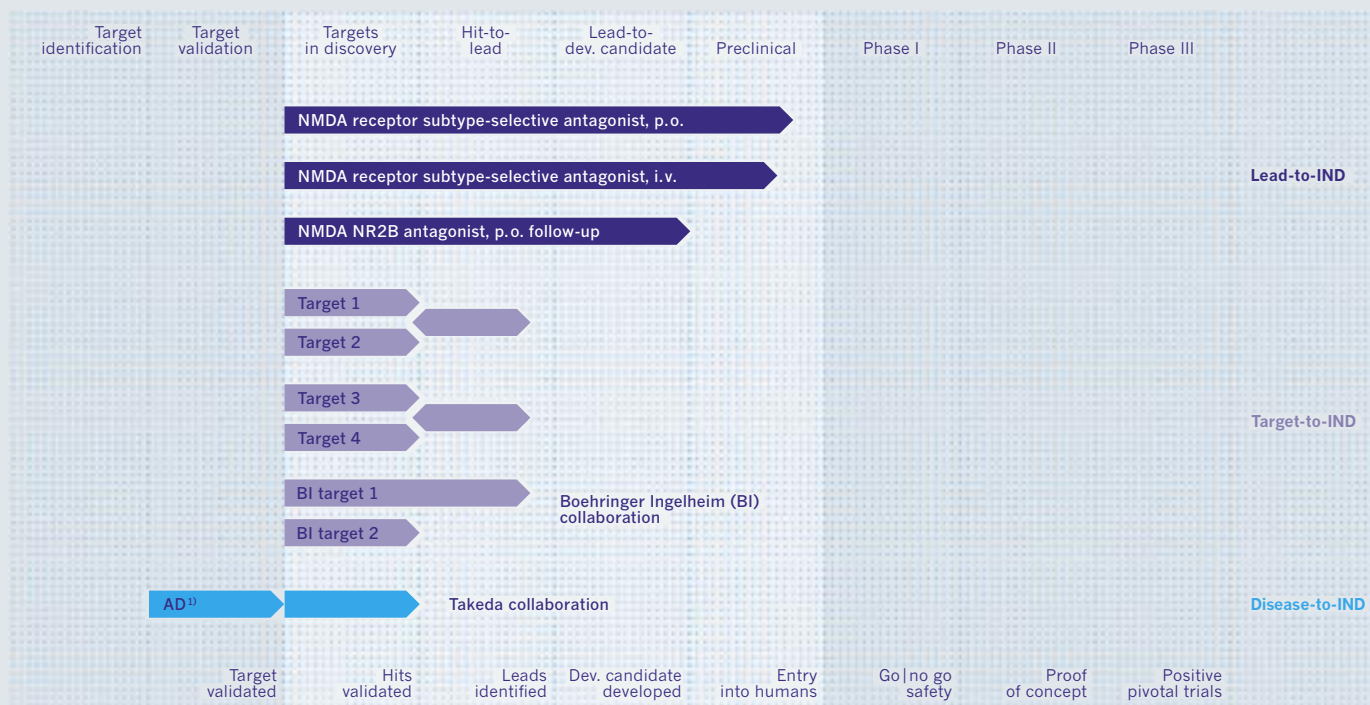 Target identification
Target validation
Targets in discovery
Hit-to-lead
Lead-to-dev. candidate
Preclinical
Phase I
Phase II
Phase III
NMDA receptor subtype-selective antagonist, p.o.
NMDA receptor subtype-selective antagonist, i.v.
Lead-to-IND
NMDA NR2B antagonist, p.o. follow-up
Target 1
Target 2
Target 3
Target 4
Target-to-IND
BI target 1
Boehringer Ingelheim (BI)
collaboration
BI target 2
AD1)
Takeda collaboration
Disease-to-IND
Target validated
Hits validated
Leads identified
Dev. candidate developed
Entry into humans
Go|no go safety
Proof of concept
Positive pivotal trials